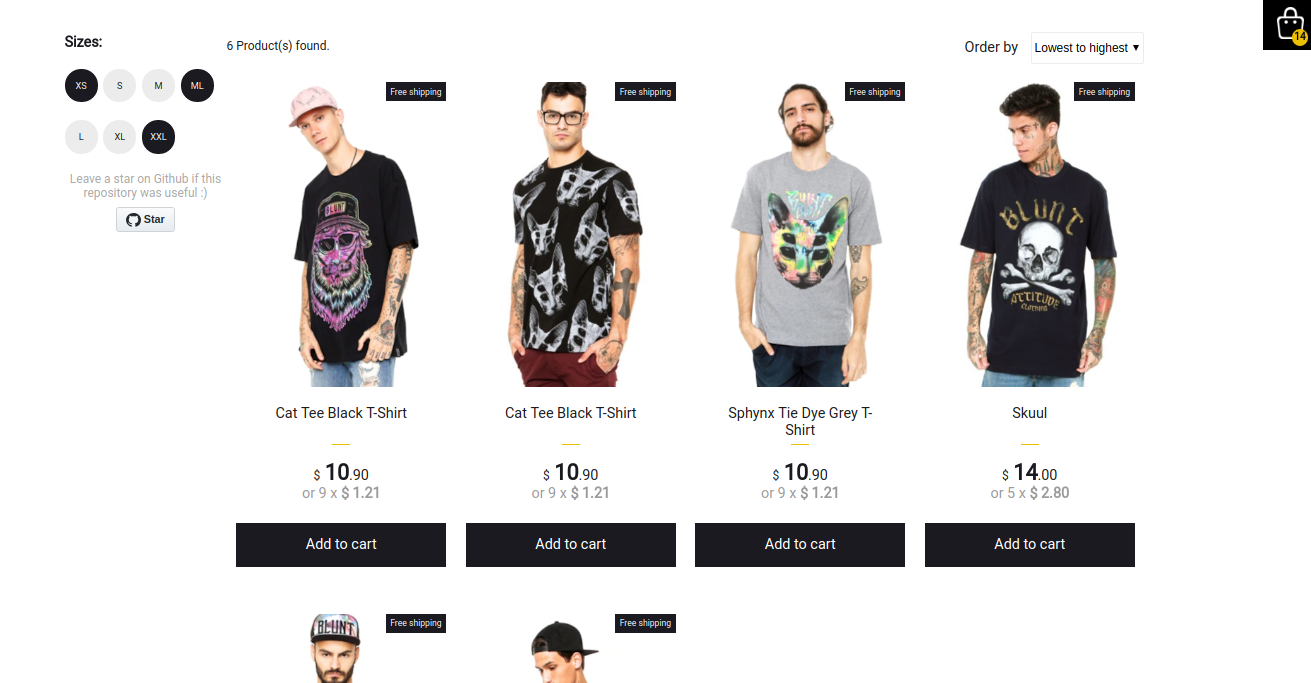 Sizes:
XS
S
M
ML
L
XL
XXL
Leave a star on Github if this
repository was useful :)
Star
6 Product(s) found.
Order by
Lowest to highest
14
Free shipping
BLUNT
Cat Tee Black T-Shirt
$ 10.90
or 9 x $ 1.21
Add to cart
Free shipping
Cat Tee Black T-Shirt
$ 10.90
or 9 x $ 1.21
Add to cart
Free shipping
BLUNT
Sphynx Tie Dye Grey T-
Shirt
$ 10.90
or 9 x $ 1.21
Add to cart
Free shipping
BLUNT
ATTITUDE
CLOTHING
Skuul
$ 14.00
or 5 x $ 2.80
Add to cart
Free shipping
BLUNT
Free shipping